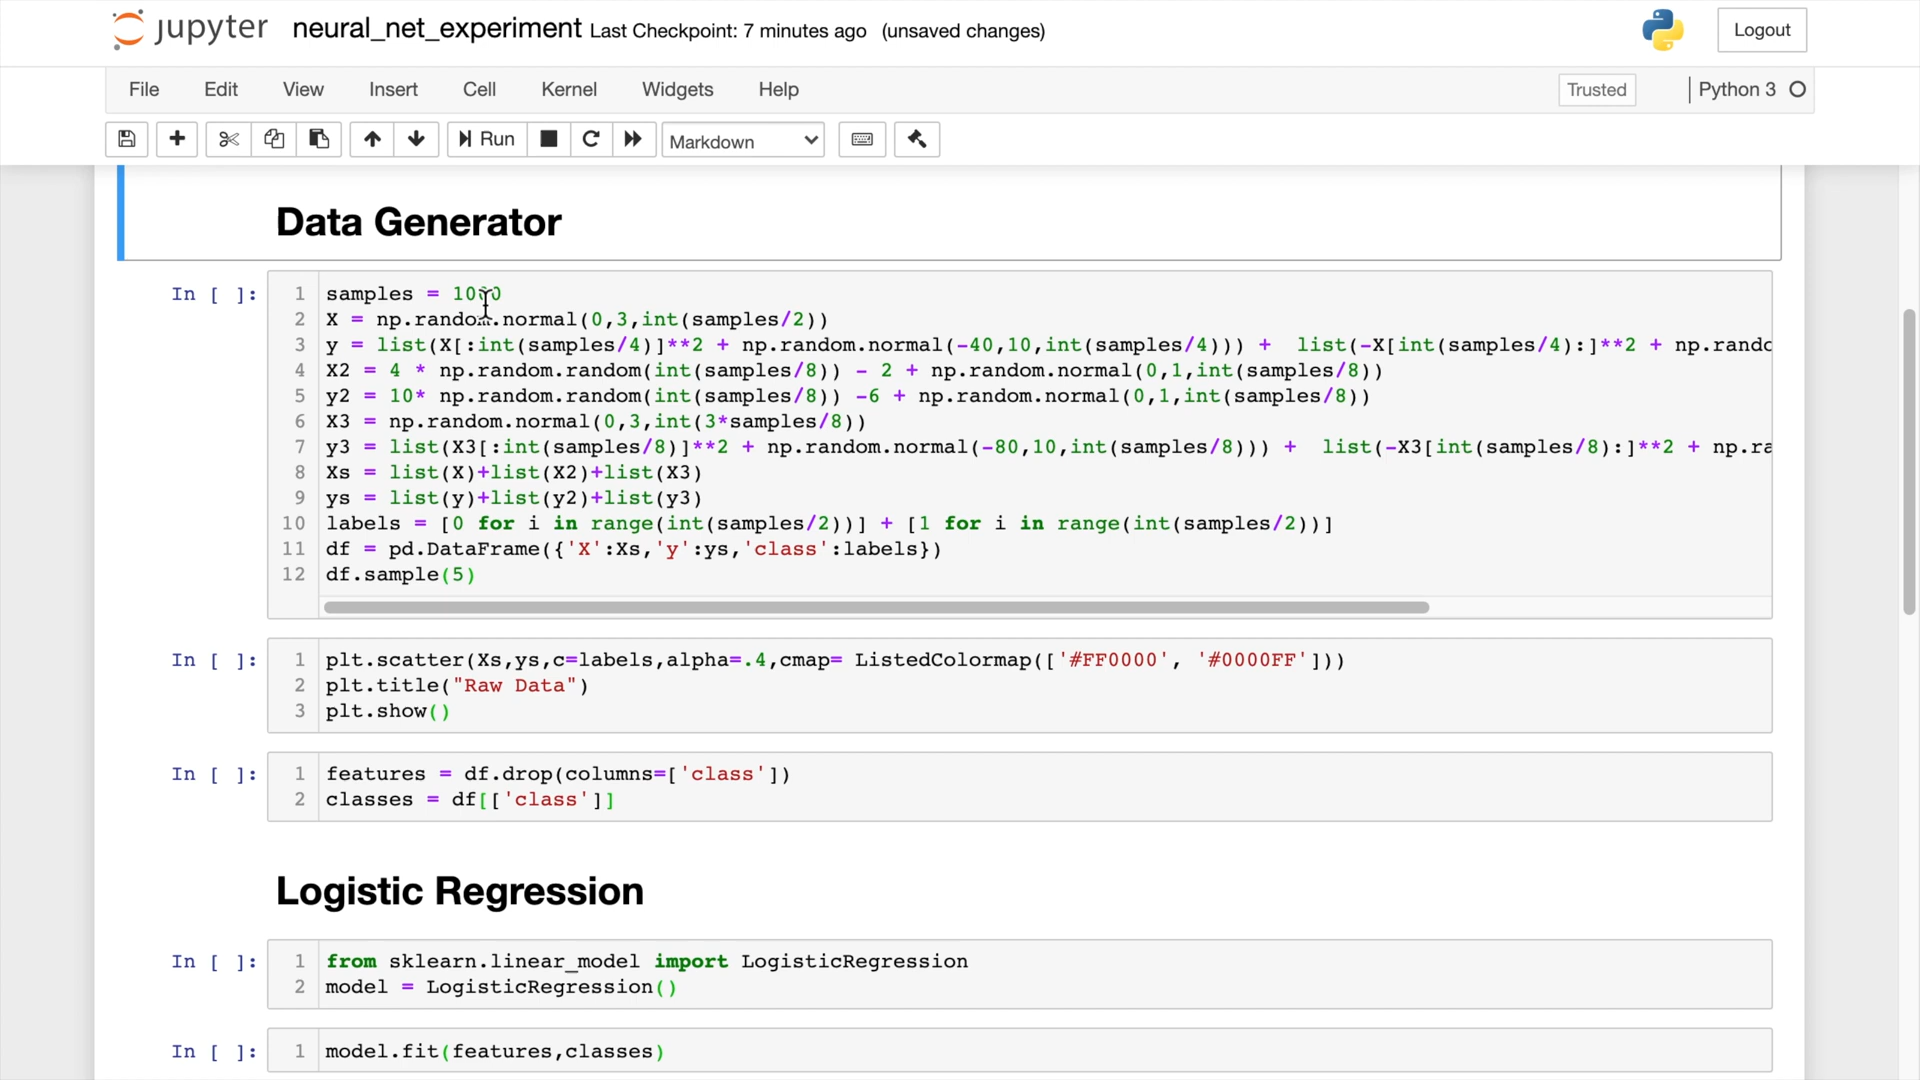 jupyter neural_net_experiment Last Checkpoint: 7 minutes ago (unsaved changes) Logout
File Edit View Insert Cell Kernel Widgets Help Trusted Python 3
Run Markdown
Data Generator
In [ ]:
1 samples = 1000
2 X = np.random.normal(0,3,int(samples/2))
3 y = list(X[:int(samples/4)]**2 + np.random.normal(-40,10,int(samples/4))) +  list(-X[int(samples/4):]**2 + np.rando
4 X2 = 4 * np.random.random(int(samples/8)) - 2 + np.random.normal(0,1,int(samples/8))
5 y2 = 10* np.random.random(int(samples/8)) -6 + np.random.normal(0,1,int(samples/8))
6 X3 = np.random.normal(0,3,int(3*samples/8))
7 y3 = list(X3[:int(samples/8)]**2 + np.random.normal(-80,10,int(samples/8))) +  list(-X3[int(samples/8):]**2 + np.ra
8 Xs = list(X)+list(X2)+list(X3)
9 ys = list(y)+list(y2)+list(y3)
10 labels = [0 for i in range(int(samples/2))] + [1 for i in range(int(samples/2))]
11 df = pd.DataFrame({'X':Xs,'y':ys,'class':labels})
12 df.sample(5)
In [ ]:
1 plt.scatter(Xs,ys,c=labels,alpha=.4,cmap= ListedColormap(['#FF0000', '#0000FF']))
2 plt.title("Raw Data")
3 plt.show()
In [ ]:
1 features = df.drop(columns=['class'])
2 classes = df[['class']]
Logistic Regression
In [ ]:
1 from sklearn.linear_model import LogisticRegression
2 model = LogisticRegression()
In [ ]:
1 model.fit(features,classes)